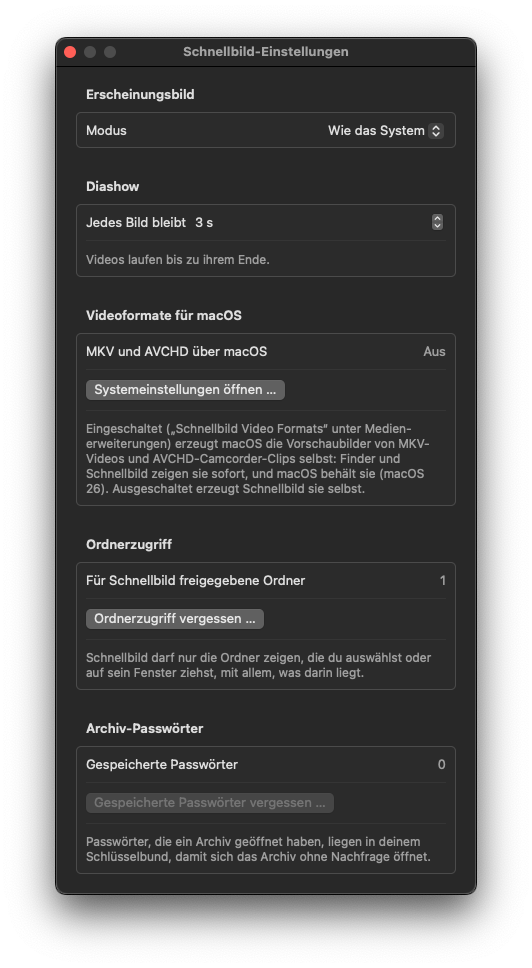 Schnellbild-Einstellungen
Erscheinungsbild
Modus Wie das System
Diashow
Jedes Bild bleibt 3 s
Videos laufen bis zu ihrem Ende.
Videoformate für macOS
MKV und AVCHD über macOS Aus
Systemeinstellungen öffnen ...
Eingeschaltet („Schnellbild Video Formats“ unter Medien-
erweiterungen) erzeugt macOS die Vorschaubilder von MKV-
Videos und AVCHD-Camcorder-Clips selbst: Finder und
Schnellbild zeigen sie sofort, und macOS behält sie (macOS
26). Ausgeschaltet erzeugt Schnellbild sie selbst.
Ordnerzugriff
Für Schnellbild freigegebene Ordner 1
Ordnerzugriff vergessen ...
Schnellbild darf nur die Ordner zeigen, die du auswählst oder
auf sein Fenster ziehst, mit allem, was darin liegt.
Archiv-Passwörter
Gespeicherte Passwörter 0
Gespeicherte Passwörter vergessen ...
Passwörter, die ein Archiv geöffnet haben, liegen in deinem
Schlüsselbund, damit sich das Archiv ohne Nachfrage öffnet.